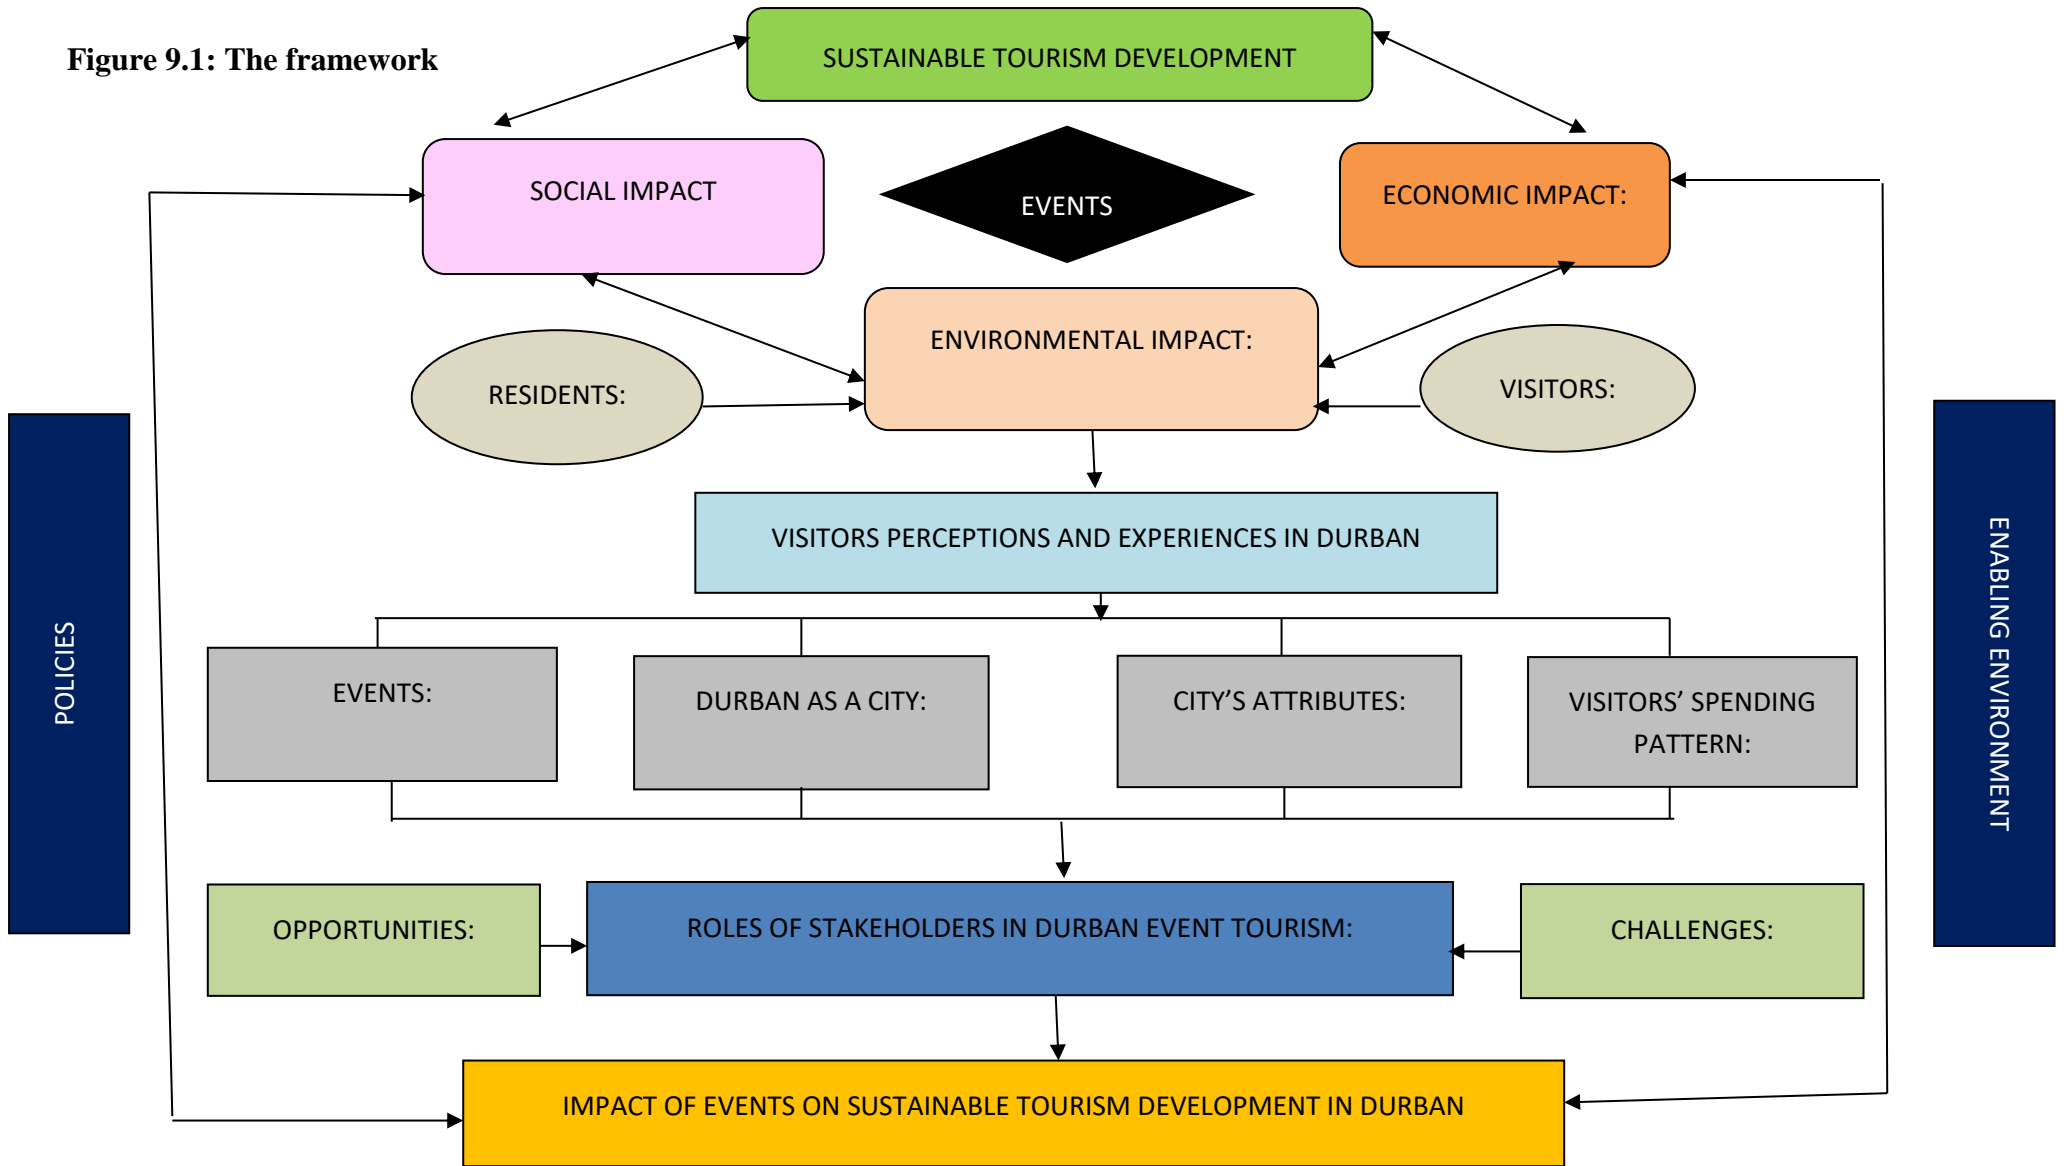 Figure 9.1: The framework
SUSTAINABLE TOURISM DEVELOPMENT
SOCIAL IMPACT
EVENTS
ECONOMIC IMPACT:
ENVIRONMENTAL IMPACT:
RESIDENTS:
VISITORS:
VISITORS PERCEPTIONS AND EXPERIENCES IN DURBAN
POLICIES
ENABLING ENVIRONMENT
EVENTS:
DURBAN AS A CITY:
CITY’S ATTRIBUTES:
VISITORS’ SPENDING
PATTERN:
OPPORTUNITIES:
ROLES OF STAKEHOLDERS IN DURBAN EVENT TOURISM:
CHALLENGES:
IMPACT OF EVENTS ON SUSTAINABLE TOURISM DEVELOPMENT IN DURBAN